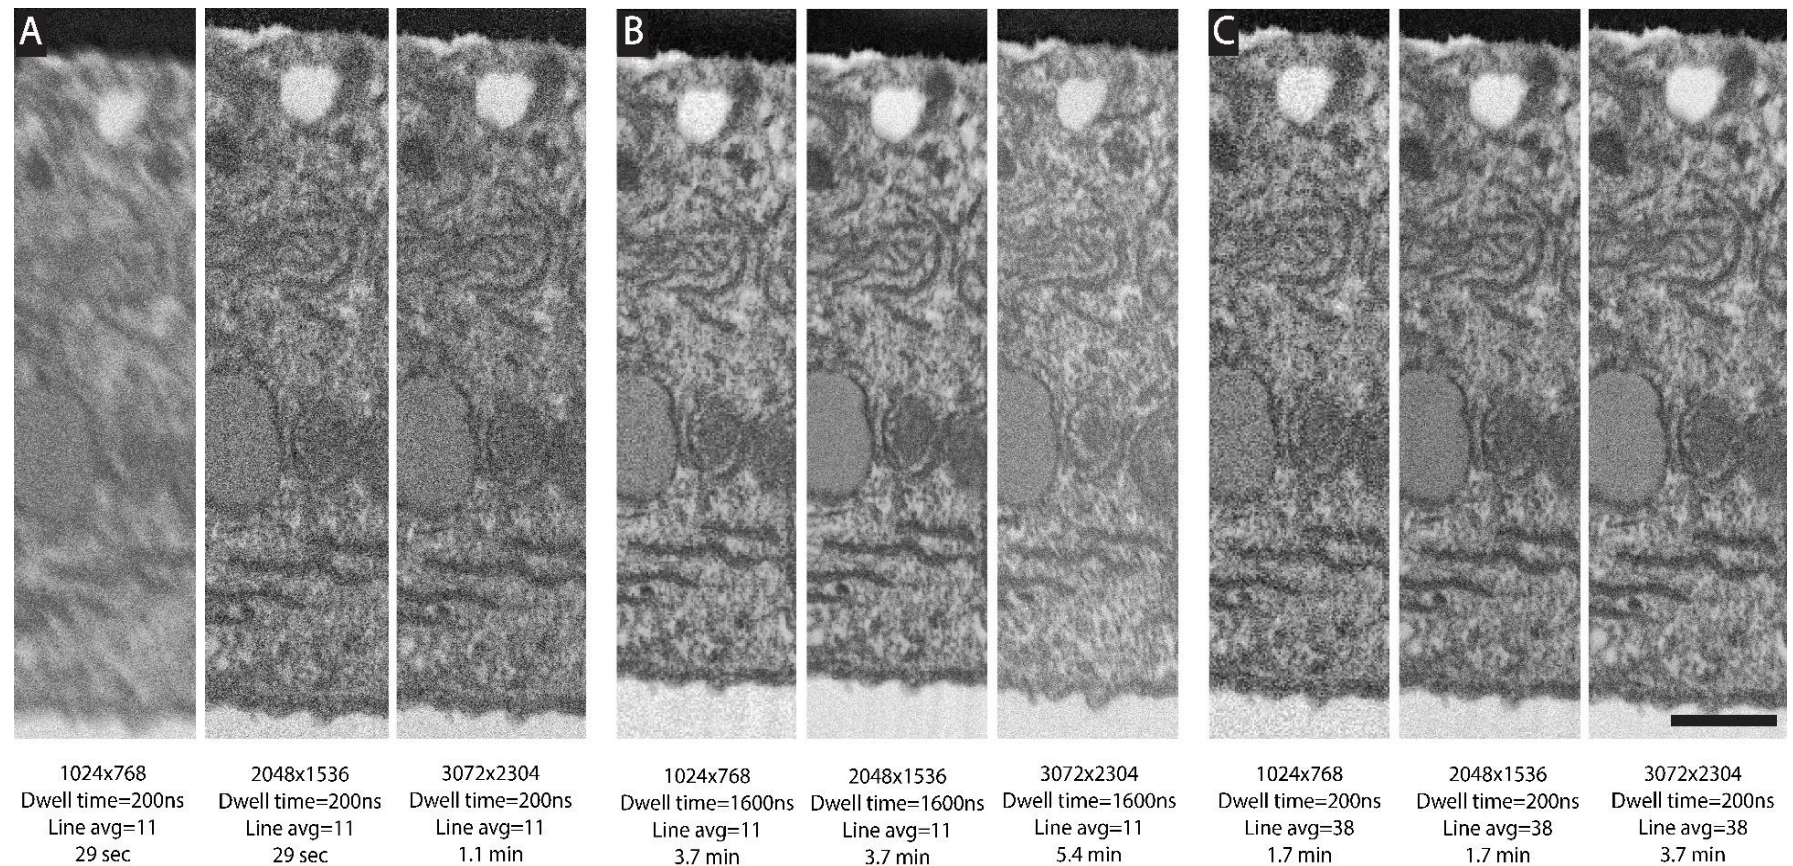 A
B
C
1024x768
Dwell time=200ns
Line avg=11
29 sec
2048x1536
Dwell time=200ns
Line avg=11
29 sec
3072x2304
Dwell time=200ns
Line avg=11
1.1 min
1024x768
Dwell time=1600ns
Line avg=11
3.7 min
2048x1536
Dwell time=1600ns
Line avg=11
3.7 min
3072x2304
Dwell time=1600ns
Line avg=11
5.4 min
1024x768
Dwell time=200ns
Line avg=38
1.7 min
2048x1536
Dwell time=200ns
Line avg=38
1.7 min
3072x2304
Dwell time=200ns
Line avg=38
3.7 min